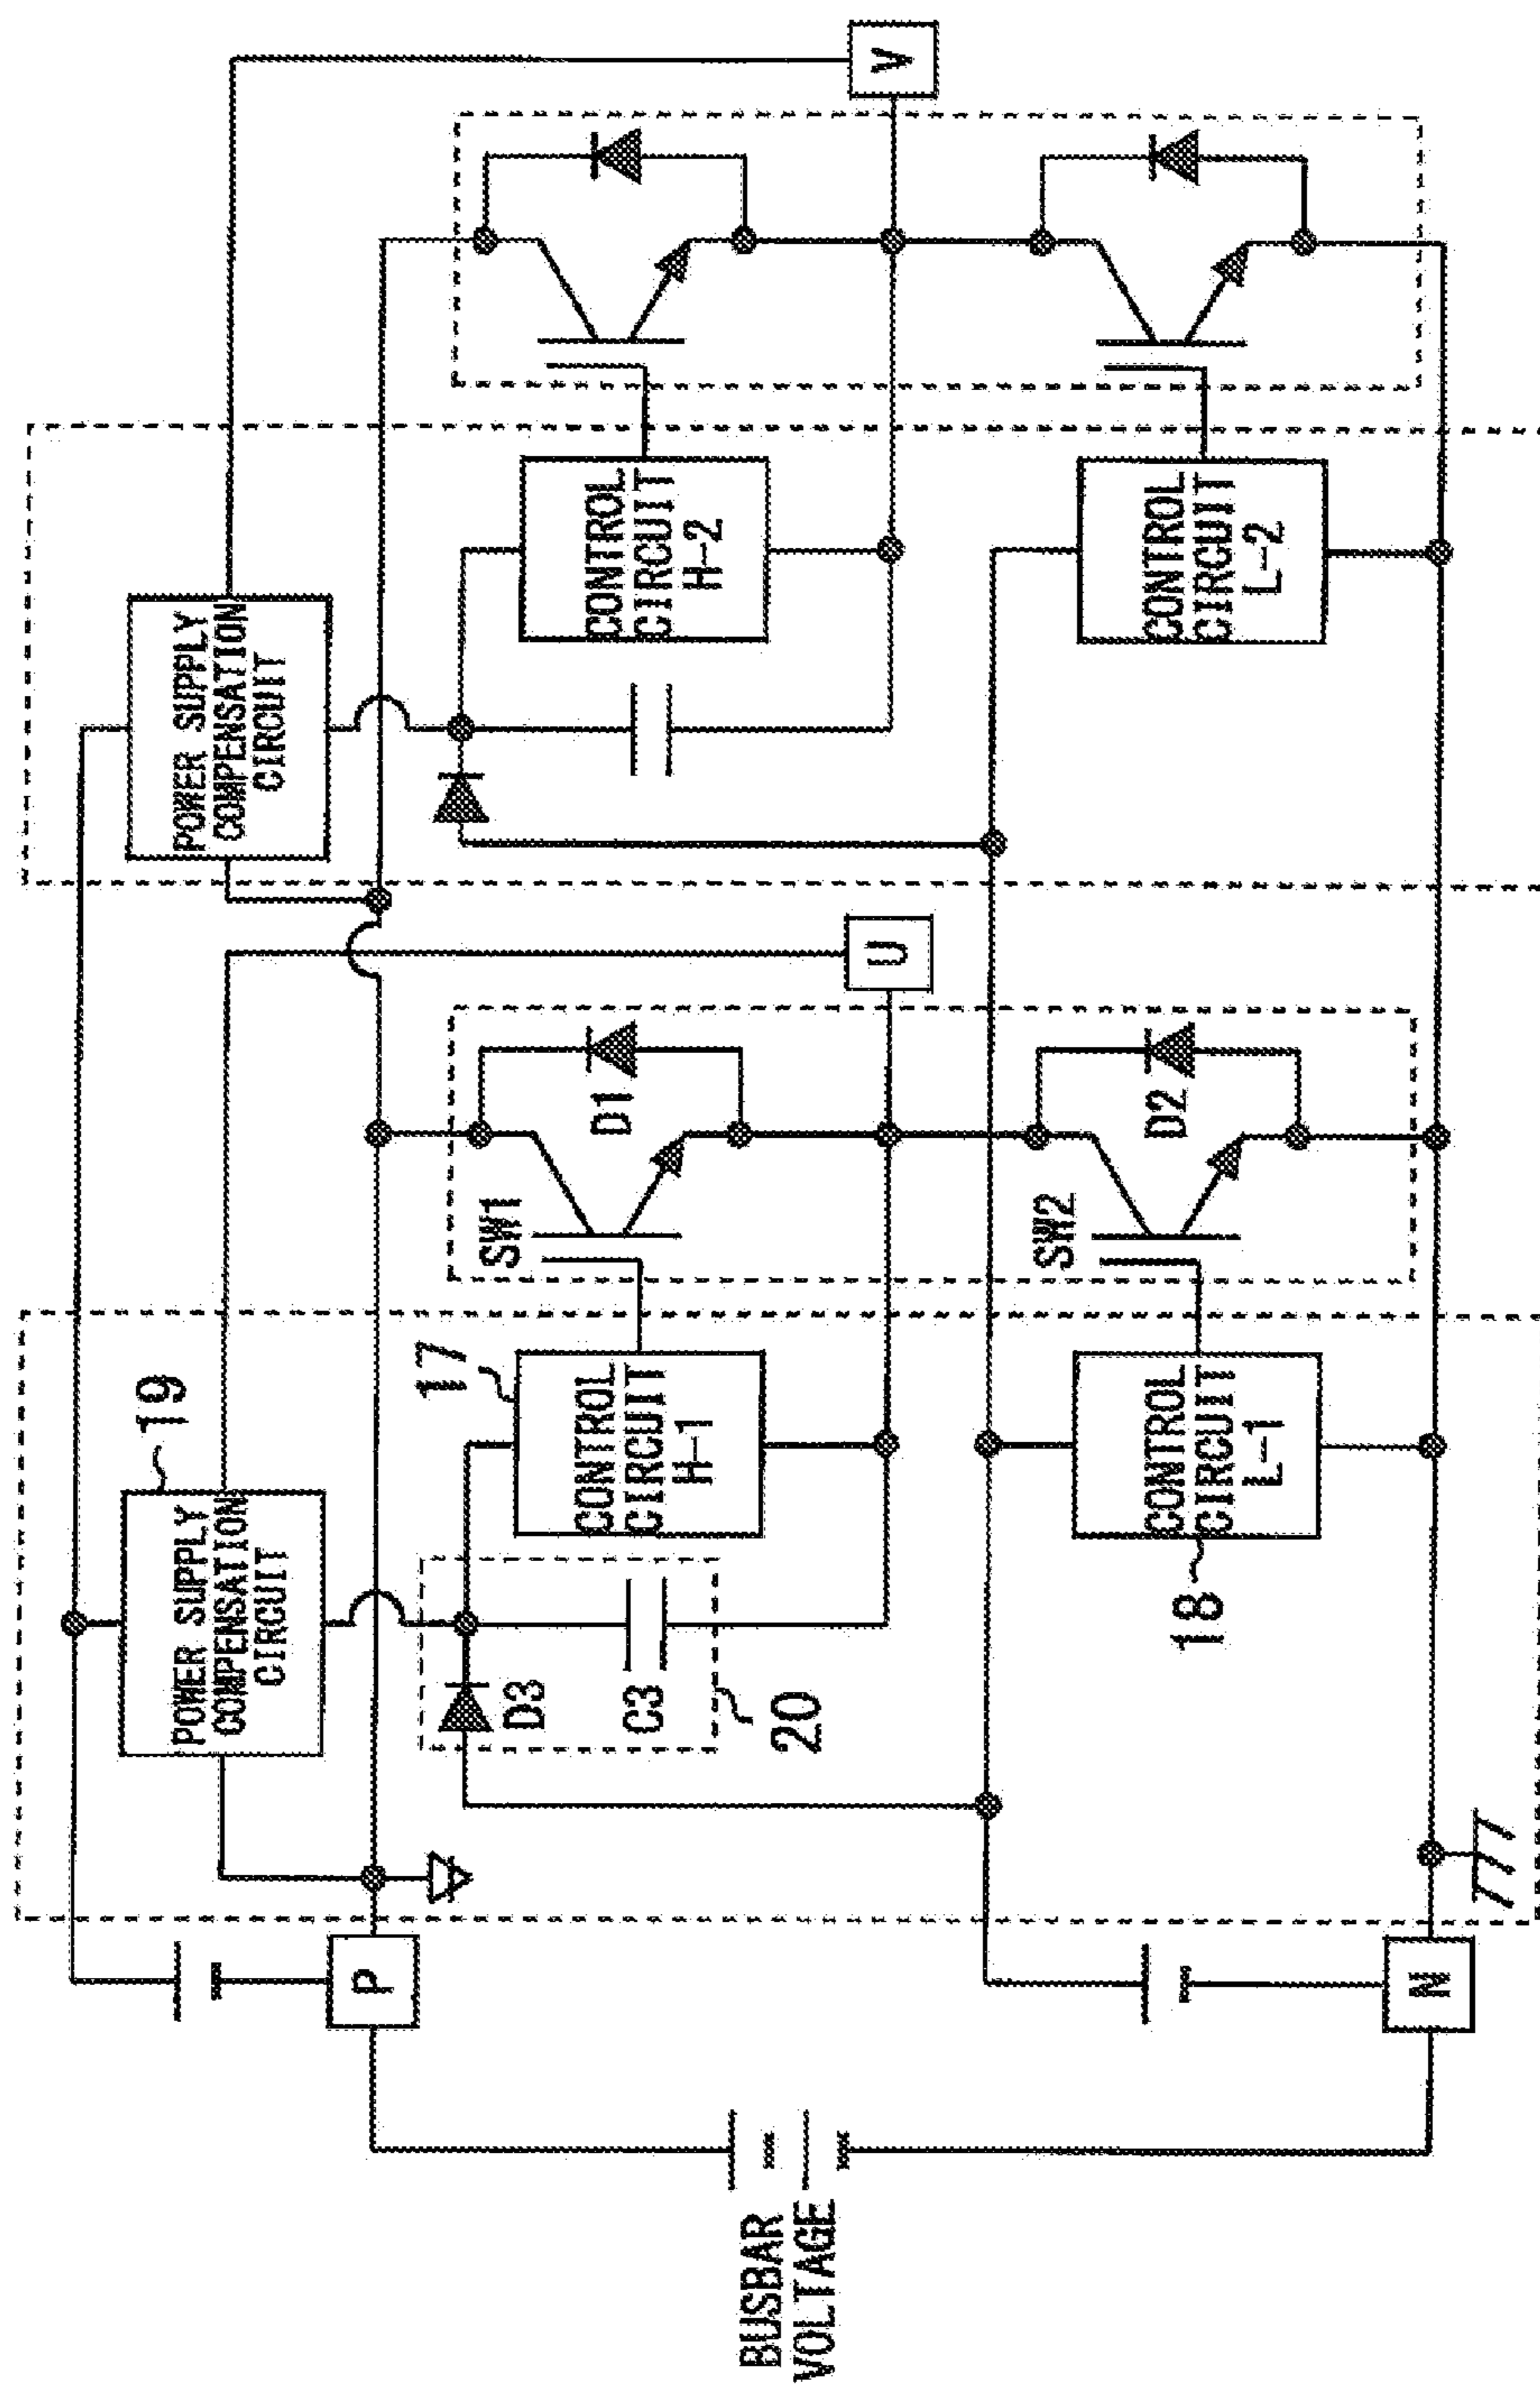 BUSBAR
VOLTAGE
P
N
POWER SUPPLY
COMPENSATION
CIRCUIT
19
D3
C3
20
CONTROL
CIRCUIT
H-1
17
CONTROL
CIRCUIT
L-1
18
SW1
D1
SW2
D2
U
POWER SUPPLY
COMPENSATION
CIRCUIT
CONTROL
CIRCUIT
H-2
CONTROL
CIRCUIT
L-2
V